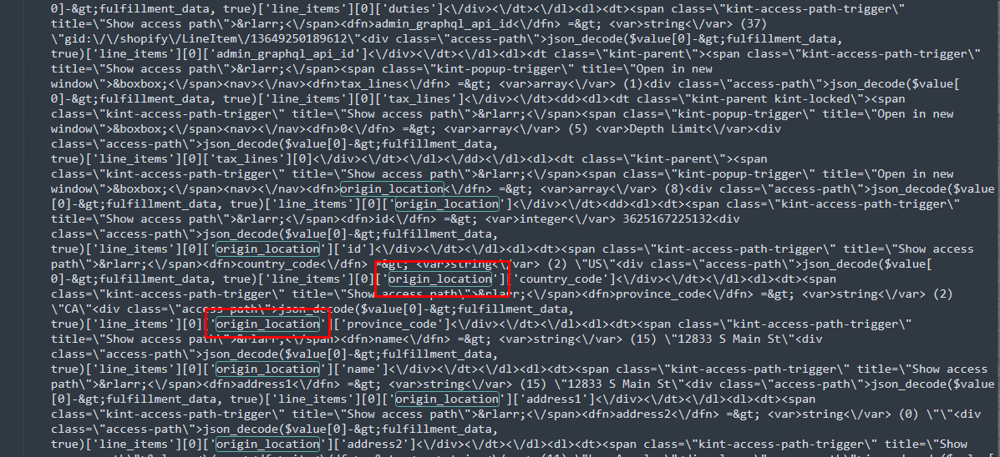 0]-&gt;fulfillment_data, true)['line_items'][0]['duties']<\/div><\/dt><\/dl><dl><dt><span class=\"kint-access-path-trigger\"
title=\"Show access path\">&rlarr;<\/span><dfn>admin_graphql_api_id<\/dfn> =&gt; <var>string<\/var> (37)
\"gid:\/\/shopify\/LineItem\/13649250189612\"<div class=\"access-path\">json_decode($value[0]-&gt;fulfillment_data,
true)['line_items'][0]['admin_graphql_api_id']<\/div><\/dt><\/dl><dl><dt class=\"kint-parent\"><span class=\"kint-access-path-trigger\"
title=\"Show access path\">&rlarr;<\/span><span class=\"kint-popup-trigger\" title=\"Open in new
window\">&boxbox;<\/span><nav><\/nav><dfn>tax_lines<\/dfn> =&gt; <var>array<\/var> (1)<div class=\"access-path\">json_decode($value[
0]-&gt;fulfillment_data, true)['line_items'][0]['tax_lines']<\/div><\/dt><dd><dl><dt class=\"kint-parent kint-locked\"><span
class=\"kint-access-path-trigger\" title=\"Show access path\">&rlarr;<\/span><span class=\"kint-popup-trigger\" title=\"Open in new
window\">&boxbox;<\/span><nav><\/nav><dfn>0<\/dfn> =&gt; <var>array<\/var> (5) <var>Depth Limit<\/var><div
class=\"access-path\">json_decode($value[0]-&gt;fulfillment_data,
true)['line_items'][0]['tax_lines'][0]<\/div><\/dt><\/dl><\/dd><\/dl><dl><dt class=\"kint-parent\"><span
class=\"kint-access-path-trigger\" title=\"Show access path\">&rlarr;<\/span><span class=\"kint-popup-trigger\" title=\"Open in new
window\">&boxbox;<\/span><nav><\/nav><dfn>origin_location<\/dfn> =&gt; <var>array<\/var> (8)<div class=\"access-path\">json_decode($value
[0]-&gt;fulfillment_data, true)['line_items'][0]['origin_location']<\/div><\/dt><dd><dl><dt><span class=\"kint-access-path-trigger\"
title=\"Show access path\">&rlarr;<\/span><dfn>id<\/dfn> =&gt; <var>integer<\/var> 3625167225132<div
class=\"access-path\">json_decode($value[0]-&gt;fulfillment_data,
true)['line_items'][0]['origin_location']['id']<\/div><\/dt><\/dl><dl><dt><span class=\"kint-access-path-trigger\" title=\"Show access
path\">&rlarr;<\/span><dfn>country_code<\/dfn> =&gt; <var>string<\/var> (2) \"US\"<div class=\"access-path\">json_decode($value[
0]-&gt;fulfillment_data, true)['line_items'][0]['origin_location']['country_code']<\/div><\/dt><\/dl><dl><dt><span
class=\"kint-access-path-trigger\" title=\"Show access path\">&rlarr;<\/span><dfn>province_code<\/dfn> =&gt; <var>string<\/var> (2)
\"CA\"<div class=\"access-path\">json_decode($value[0]-&gt;fulfillment_data,
true)['line_items'][0]['origin_location']['province_code']<\/div><\/dt><\/dl><dl><dt><span class=\"kint-access-path-trigger\"
title=\"Show access path\">&rlarr;<\/span><dfn>name<\/dfn> =&gt; <var>string<\/var> (15) \"12833 S Main St\"<div
class=\"access-path\">json_decode($value[0]-&gt;fulfillment_data,
true)['line_items'][0]['origin_location']['name']<\/div><\/dt><\/dl><dl><dt><span class=\"kint-access-path-trigger\" title=\"Show access
path\">&rlarr;<\/span><dfn>address1<\/dfn> =&gt; <var>string<\/var> (15) \"12833 S Main St\"<div class=\"access-path\">json_decode($value
[0]-&gt;fulfillment_data, true)['line_items'][0]['origin_location']['address1']<\/div><\/dt><\/dl><dl><dt><span
class=\"kint-access-path-trigger\" title=\"Show access path\">&rlarr;<\/span><dfn>address2<\/dfn> =&gt; <var>string<\/var> (0) \"\"<div
class=\"access-path\">json_decode($value[0]-&gt;fulfillment_data,
true)['line_items'][0]['origin_location']['address2']<\/div><\/dt><\/dl><dl><dt><span class=\"kint-access-path-trigger\" title=\"Show